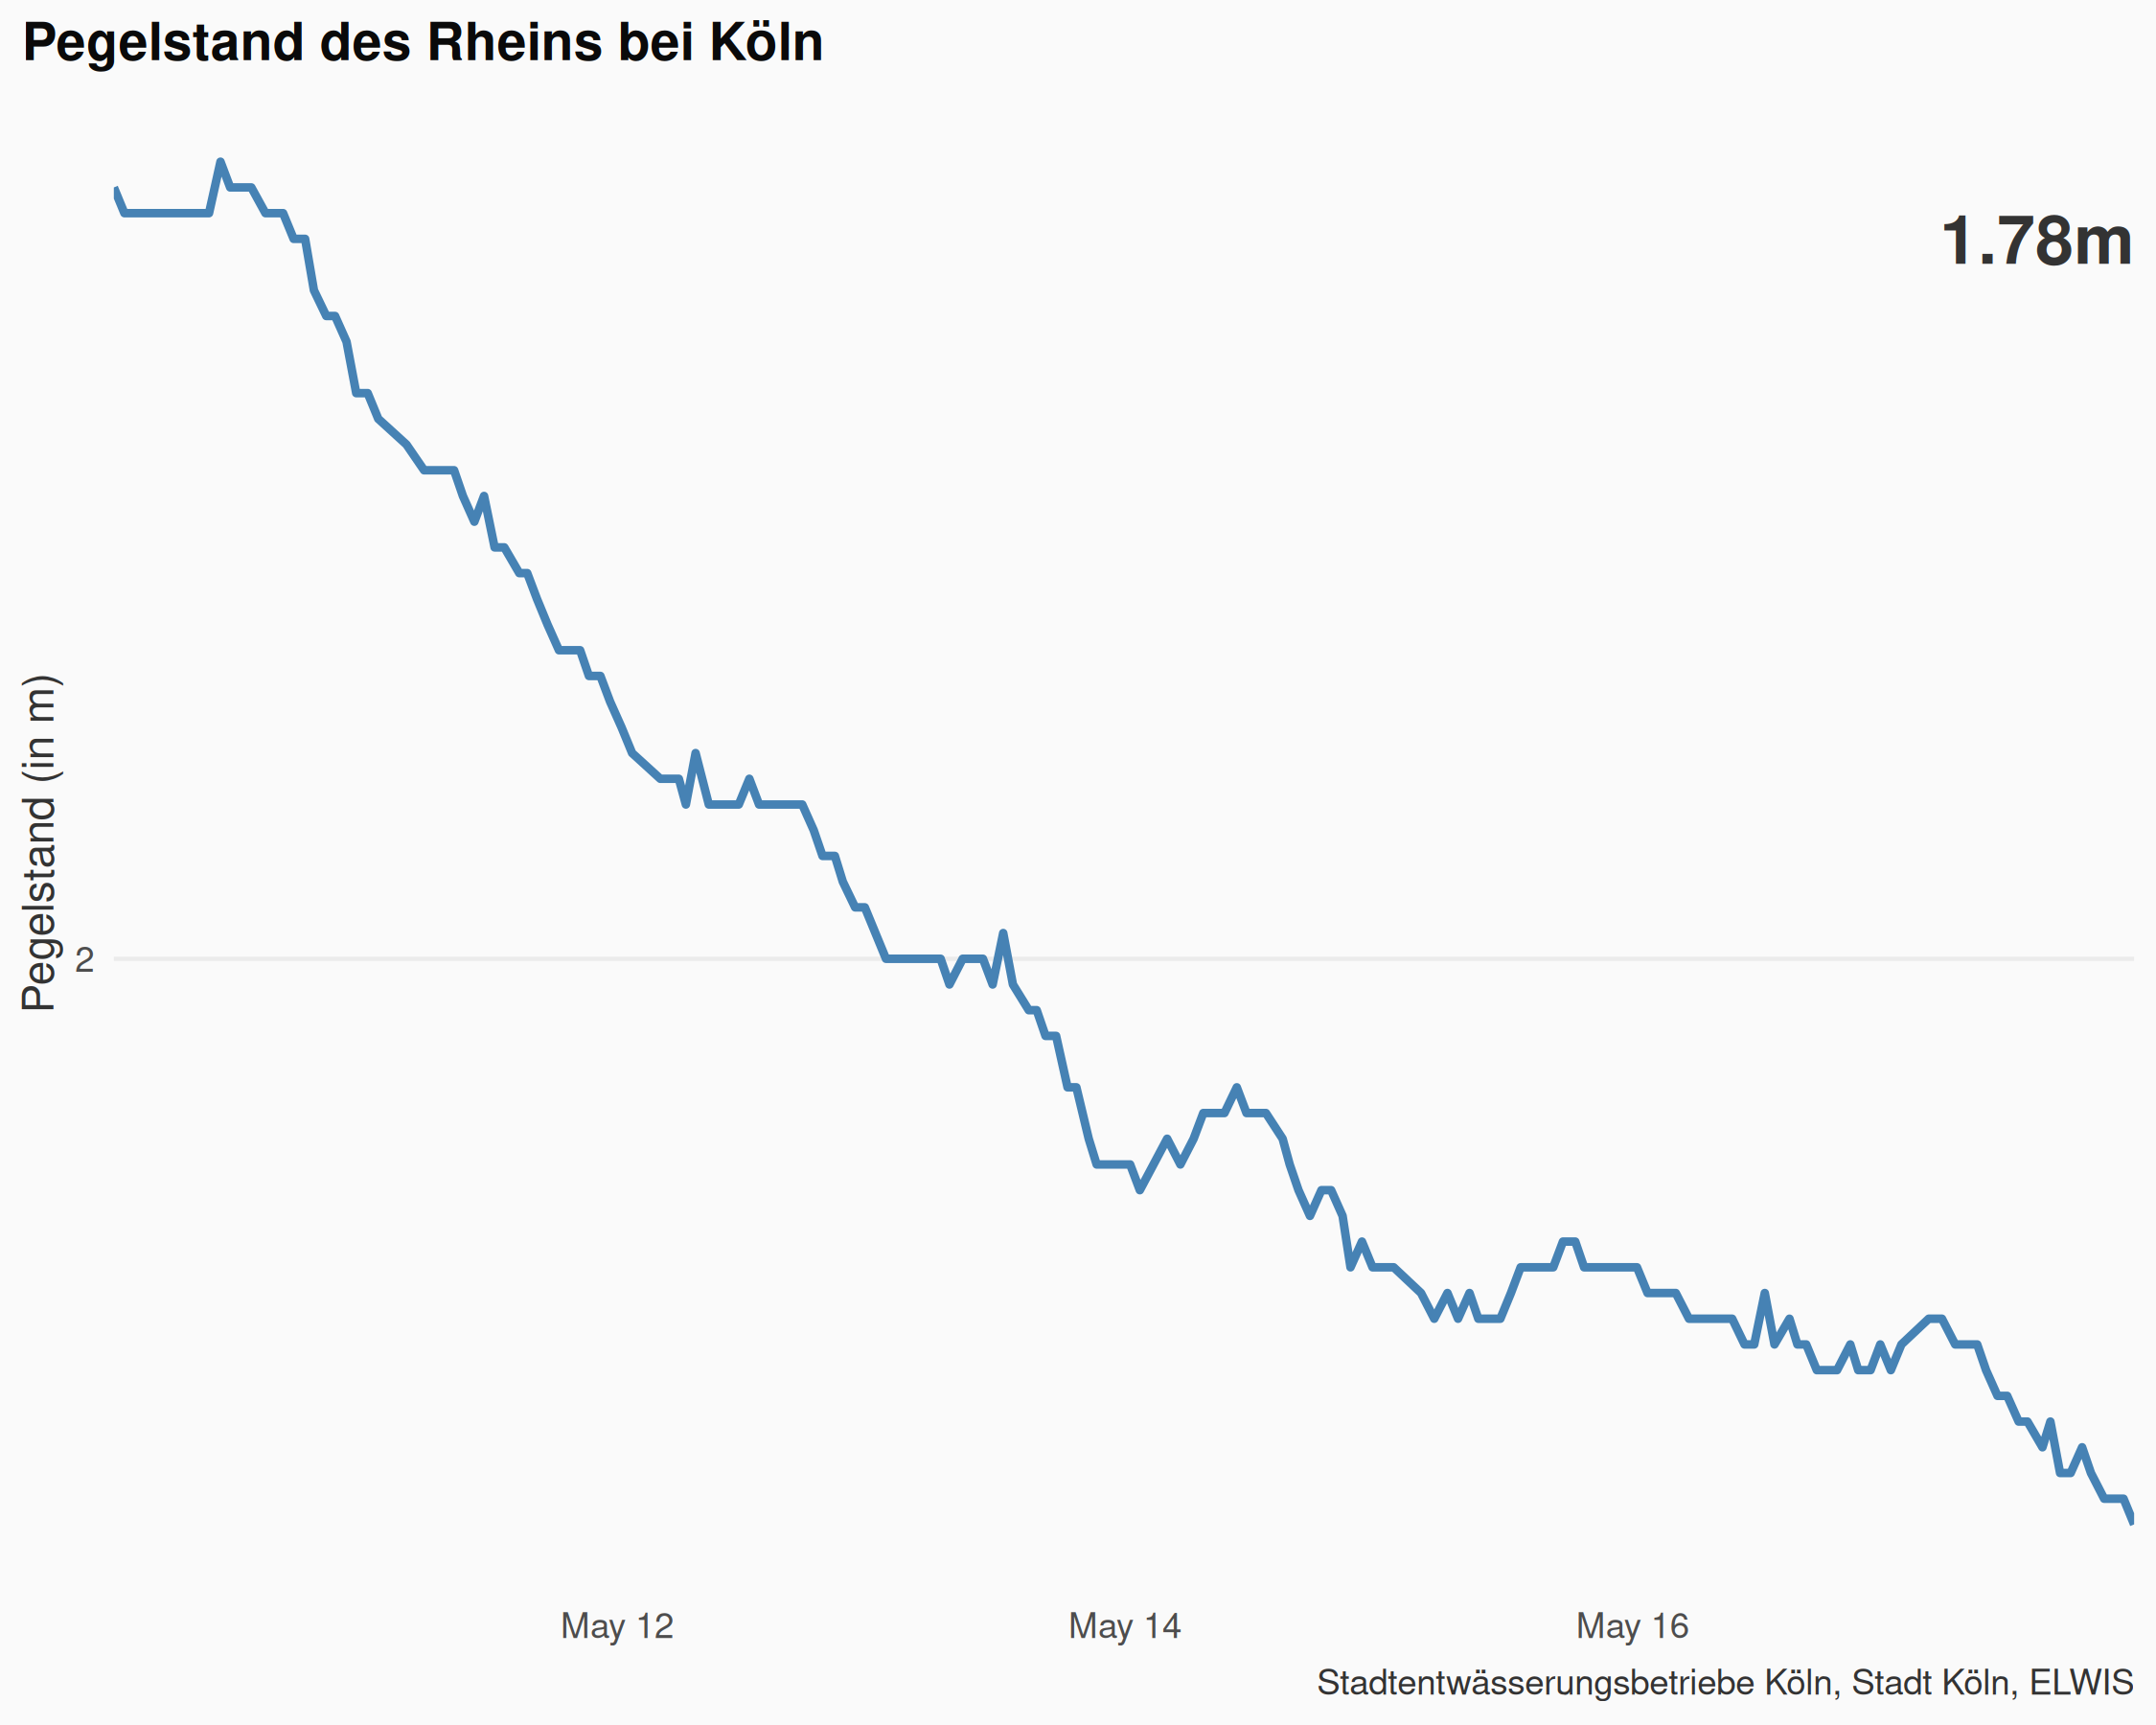 Pegelstand des Rheins bei Köln
1.78m
Pegelstand (in m)
2
May 12
May 14
May 16
Stadtentwässerungsbetriebe Köln, Stadt Köln, ELWIS